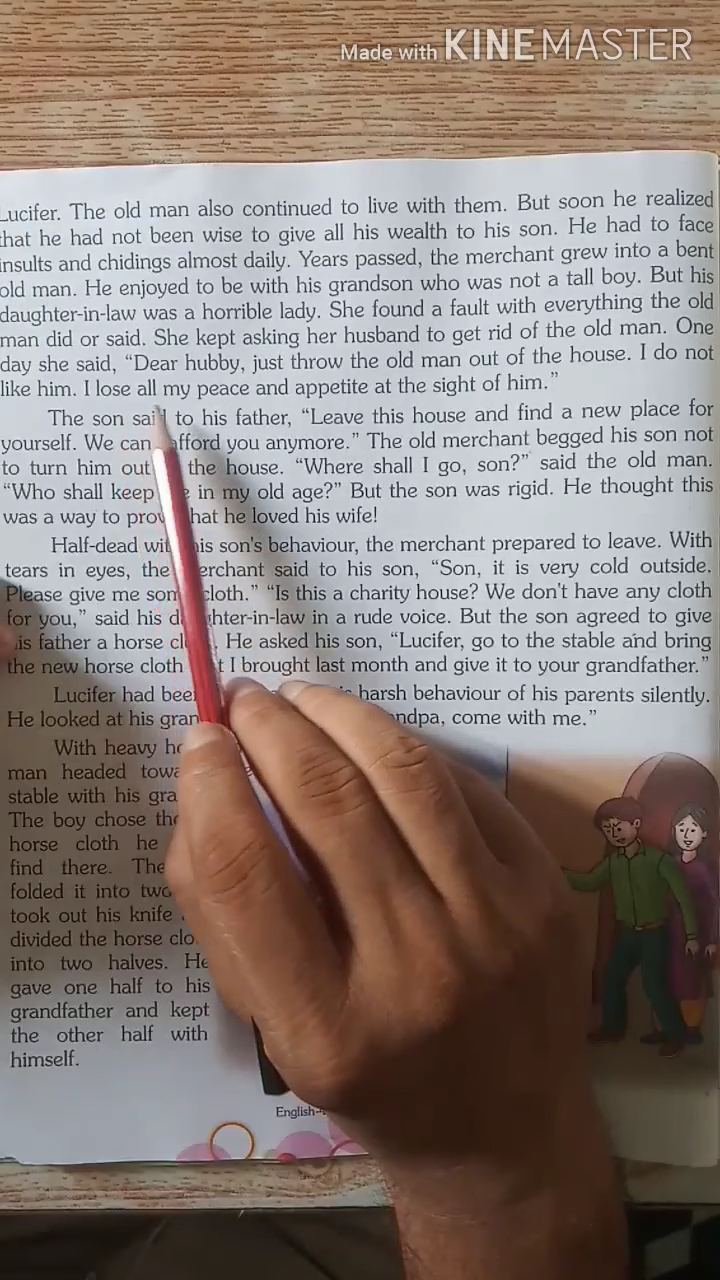 Made with KINEMASTER
Lucifer. The old man also continued to live with them. But soon he realized
that he had not been wise to give all his wealth to his son. He had to face
insults and chidings almost daily. Years passed, the merchant grew into a bent
old man. He enjoyed to be with his grandson who was not a tall boy. But his
daughter-in-law was a horrible lady. She found a fault with everything the old
man did or said. She kept asking her husband to get rid of the old man. One
day she said, “Dear hubby, just throw the old man out of the house. I do not
like him. I lose all my peace and appetite at the sight of him.”
The son said to his father, “Leave this house and find a new place for
yourself. We can afford you anymore.” The old merchant begged his son not
to turn him out the house. “Where shall I go, son?” said the old man.
“Who shall keep in my old age?” But the son was rigid. He thought this
was a way to prove that he loved his wife!
Half-dead with his son's behaviour, the merchant prepared to leave. With
tears in eyes, the merchant said to his son, “Son, it is very cold outside.
Please give me some cloth.” “Is this a charity house? We don't have any cloth
for you,” said his daughter-in-law in a rude voice. But the son agreed to give
his father a horse cloth. He asked his son, “Lucifer, go to the stable and bring
the new horse cloth that I brought last month and give it to your grandfather.”
Lucifer had been harsh behaviour of his parents silently.
He looked at his come with me.”
With heavy
man headed
stable with his
The boy chose
horse cloth he
find there.
folded it into two
took out his knife
divided the horse
into two halves. He
gave one half to his
grandfather and kept
the other half with
himself.
English-